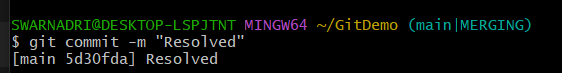 SWARNADRI@DESKTOP-LSPJTNT MINGW64 ~/GitDemo (main|MERGING)
$ git commit -m "Resolved"
[main 5d30fda] Resolved